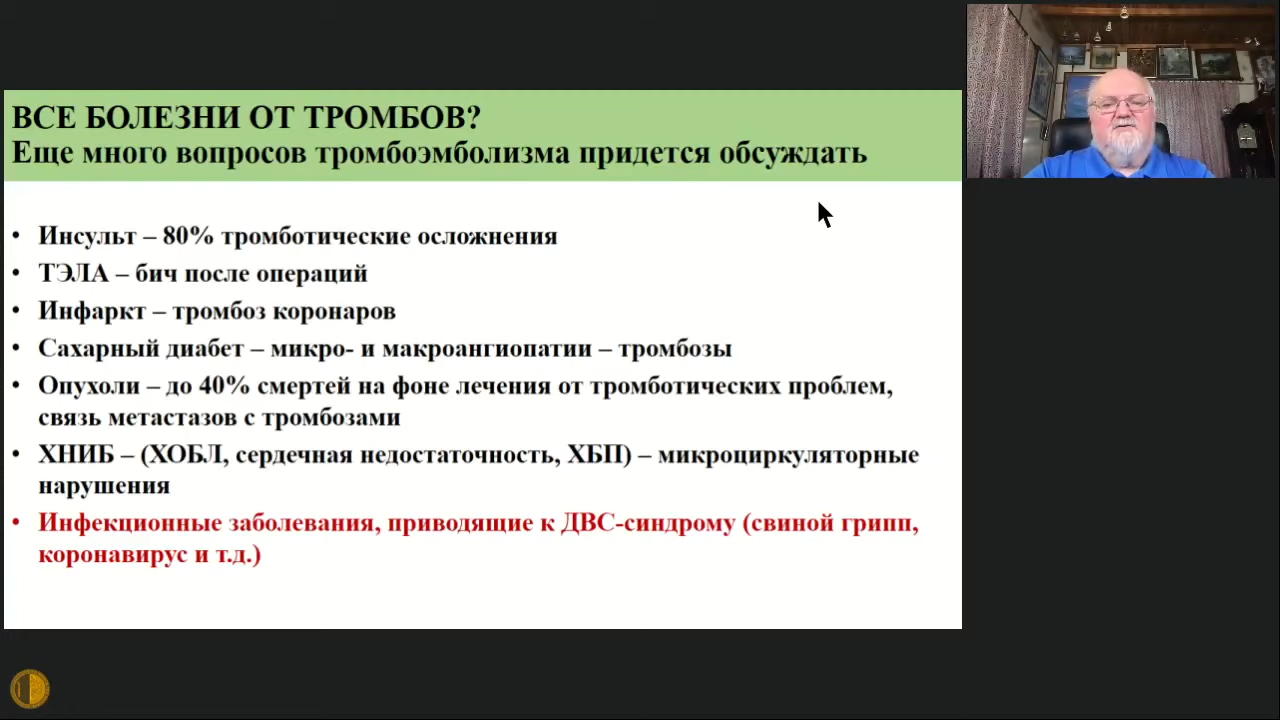 ВСЕ БОЛЕЗНИ ОТ ТРОМБОВ?
Еще много вопросов тромбоэмболизма придется обсуждать
• Инсульт – 80% тромботические осложнения
• ТЭЛА – бич после операций
• Инфаркт – тромбоз коронаров
• Сахарный диабет – микро- и макроангиопатии – тромбозы
• Опухоли – до 40% смертей на фоне лечения от тромботических проблем,
связь метастазов с тромбозами
• ХНИБ – (ХОБЛ, сердечная недостаточность, ХБП) – микроциркуляторные
нарушения
• Инфекционные заболевания, приводящие к ДВС-синдрому (свиной грипп,
коронавирус и т.д.)